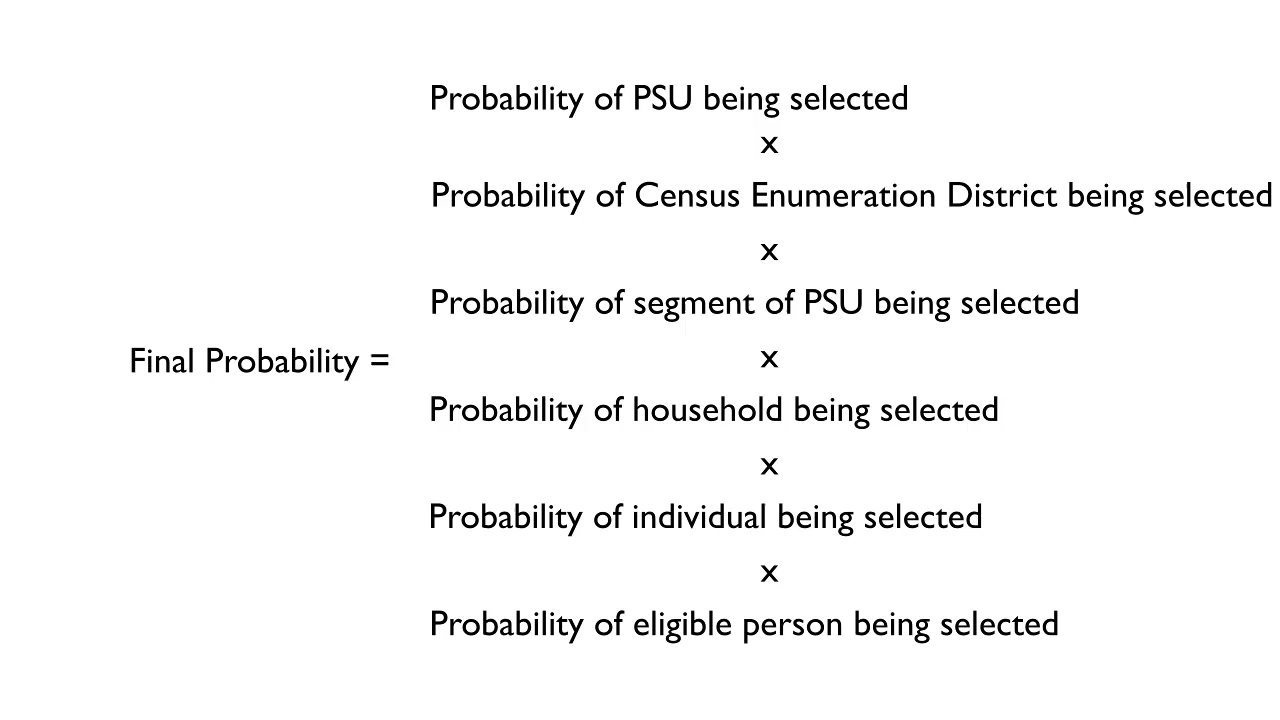 Probability of PSU being selected
x
Probability of Census Enumeration District being selected
x
Probability of segment of PSU being selected
x
Final Probability =
Probability of household being selected
x
Probability of individual being selected
x
Probability of eligible person being selected